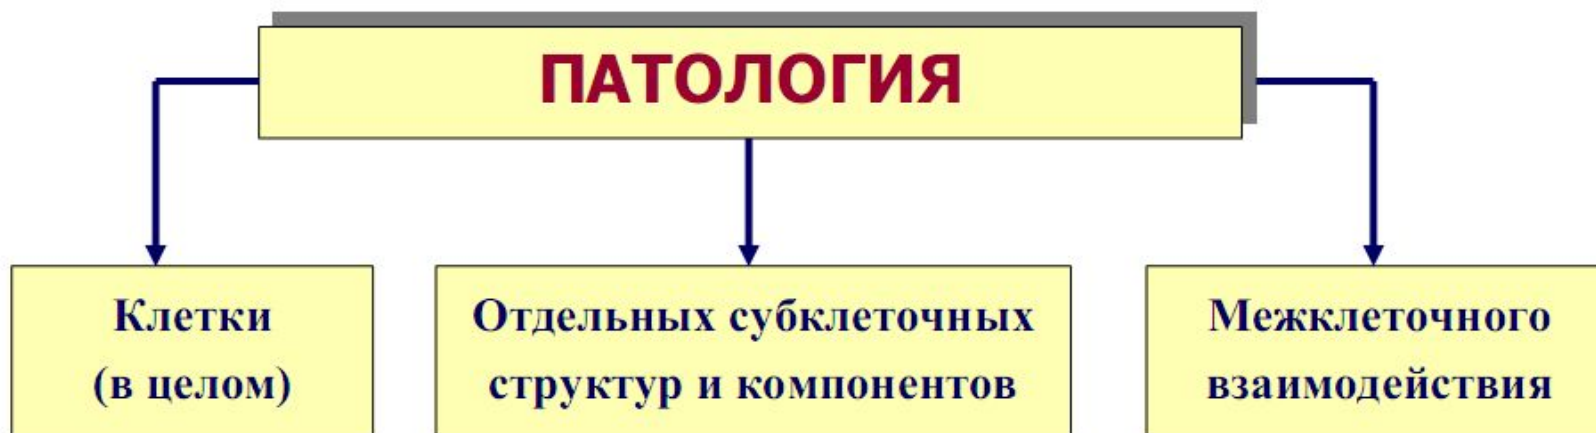 ПАТОЛОГИЯ
Клетки
(в целом)
Отдельных субклеточных
структур и компонентов
Межклеточного
взаимодействия